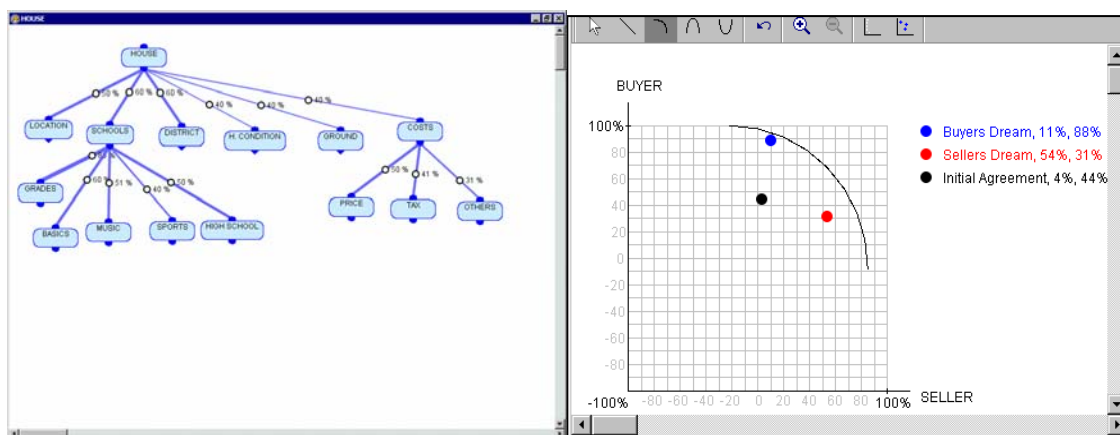 HOUSE
HOUSE
50 %
60 %
60 %
40 %
40 %
40 %
LOCATION
SCHOOLS
DISTRICT
H. CONDITION
GROUND
COSTS
60 %
51 %
40 %
50 %
50 %
41 %
31 %
GRADES
BASICS
MUSIC
SPORTS
HIGH SCHOOL
PRICE
TAX
OTHERS
BUYER
100%
80
60
40
20
0
-20
-40
-60
-80
-100%
-80 -60 -40 -20 0 20 40 60 80 100%
SELLER
Buyers Dream, 11%, 88%
Sellers Dream, 54%, 31%
Initial Agreement, 4%, 44%